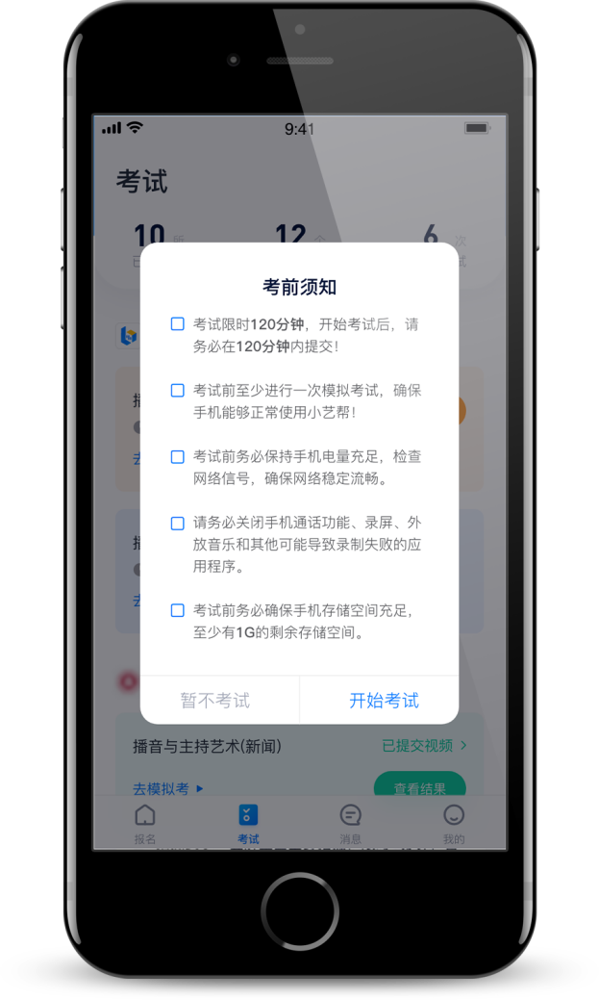 9:41
考试
10 所
12 个
6 次
已
试
考前须知
考试限时120分钟，开始考试后，请
务必在120分钟内提交！
考试前至少进行一次模拟考试，确保
手机能够正常使用小艺帮！
考试前务必保持手机电量充足，检查
网络信号，确保网络稳定流畅。
请务必关闭手机通话功能、录屏、外
放音乐和其他可能导致录制失败的应
用程序。
考试前务必确保手机存储空间充足，
至少有1G的剩余存储空间。
暂不考试
开始考试
播音与主持艺术(新闻)
已提交视频
去模拟考
查看结果
报名
考试
消息
我的